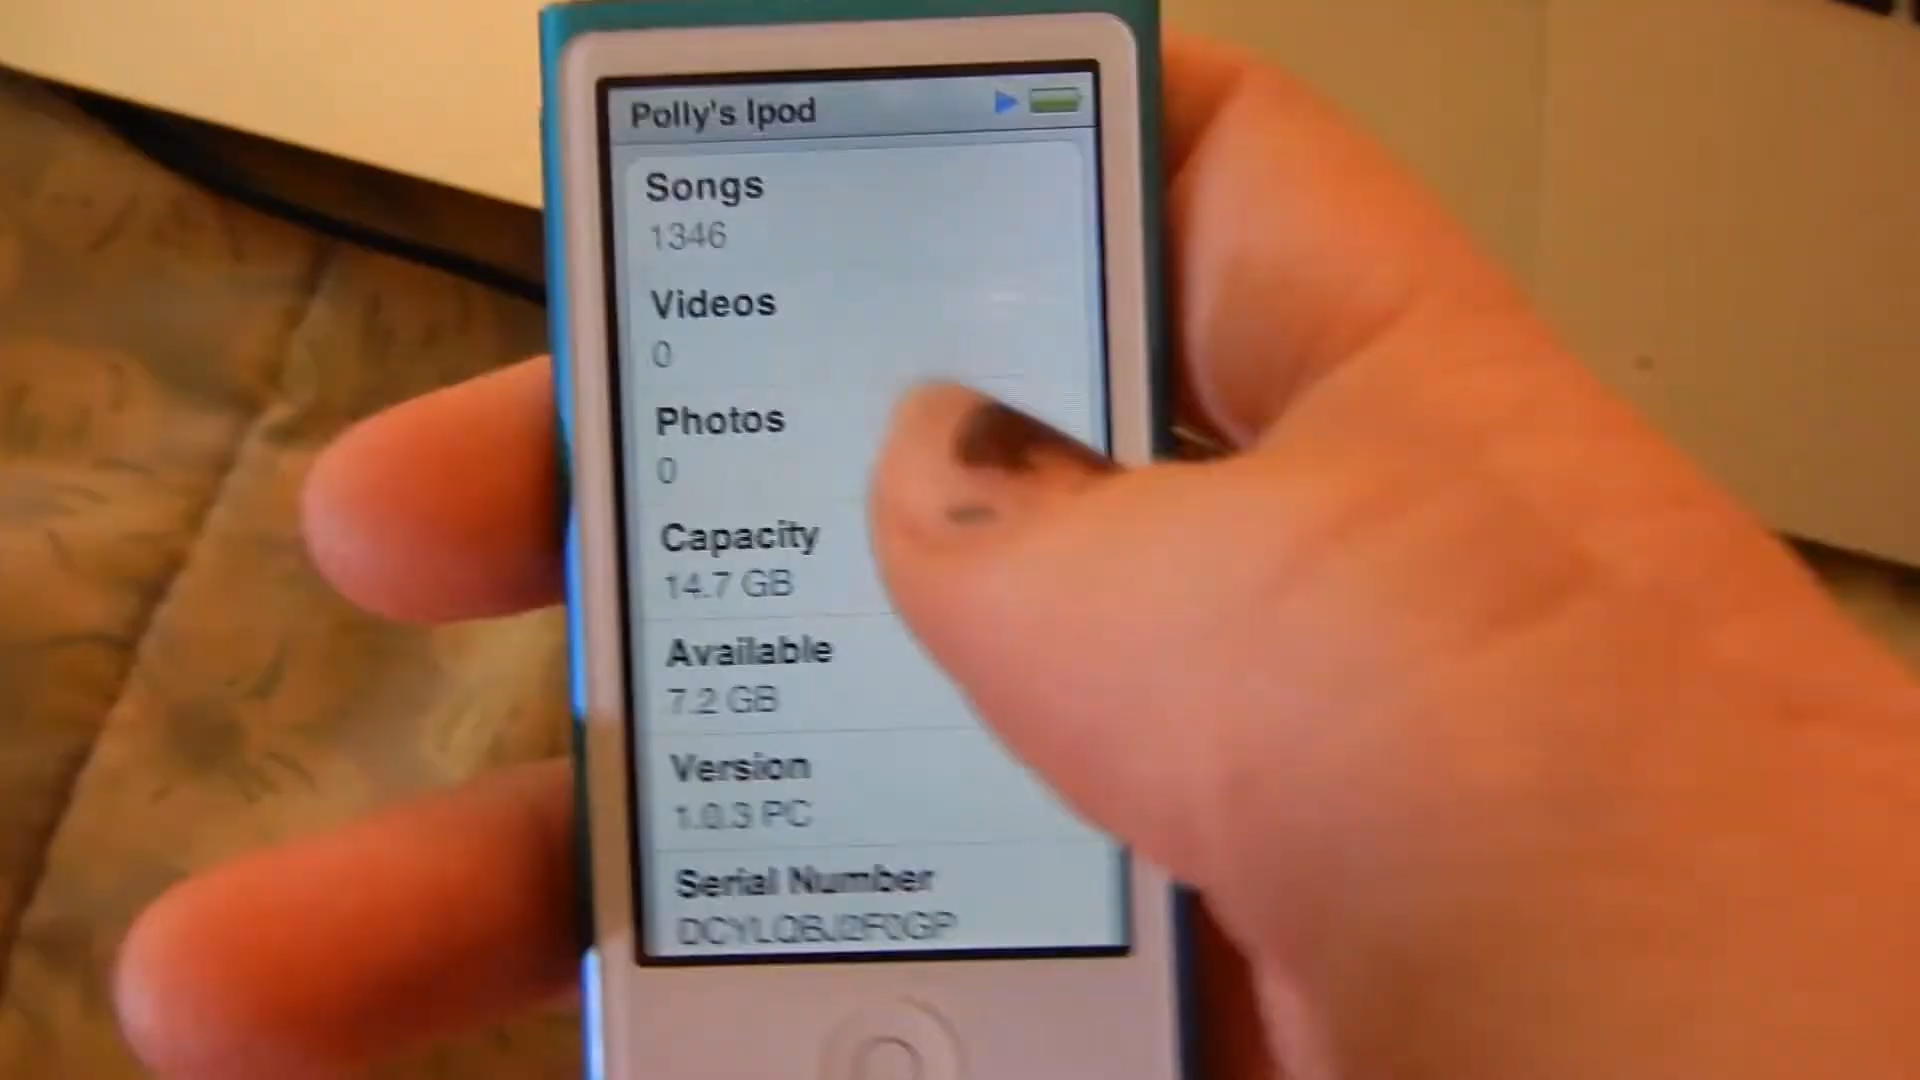 Polly's Ipod
Songs
1346
Videos
0
Photos
0
Capacity
14.7 GB
Available
7.2 GB
Version
1.0.3 PC
Serial Number
DCYLQBJ2F0GP